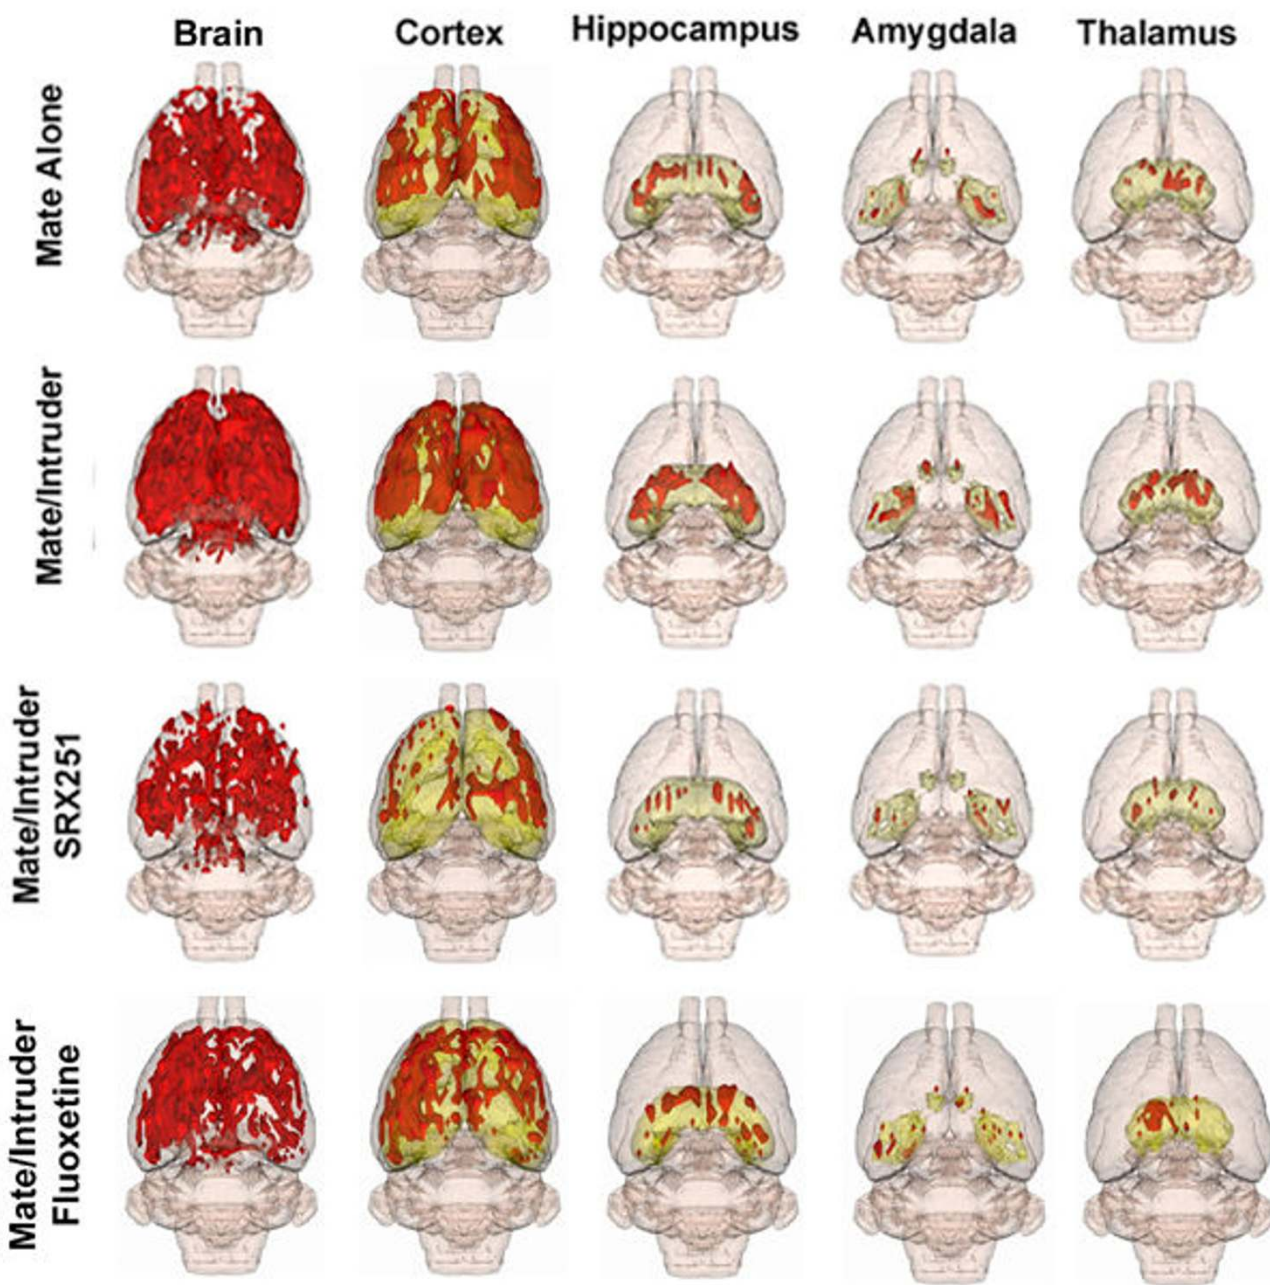 Brain Cortex Hippocampus Amygdala Thalamus
Mate Alone
Mate/Intruder
Mate/Intruder
SRX251
Mate/Intruder
Fluoxetine